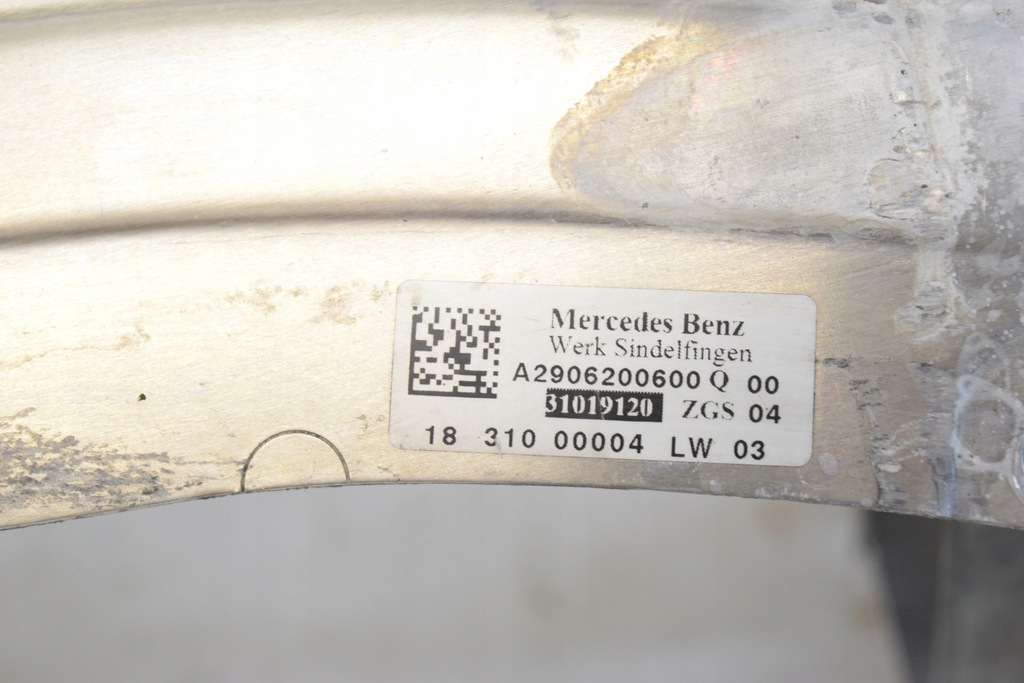 Mercedes Benz
Werk Sindelfingen
A2906200600 Q 00
31019120 ZGS 04
18 310 00004 LW 03